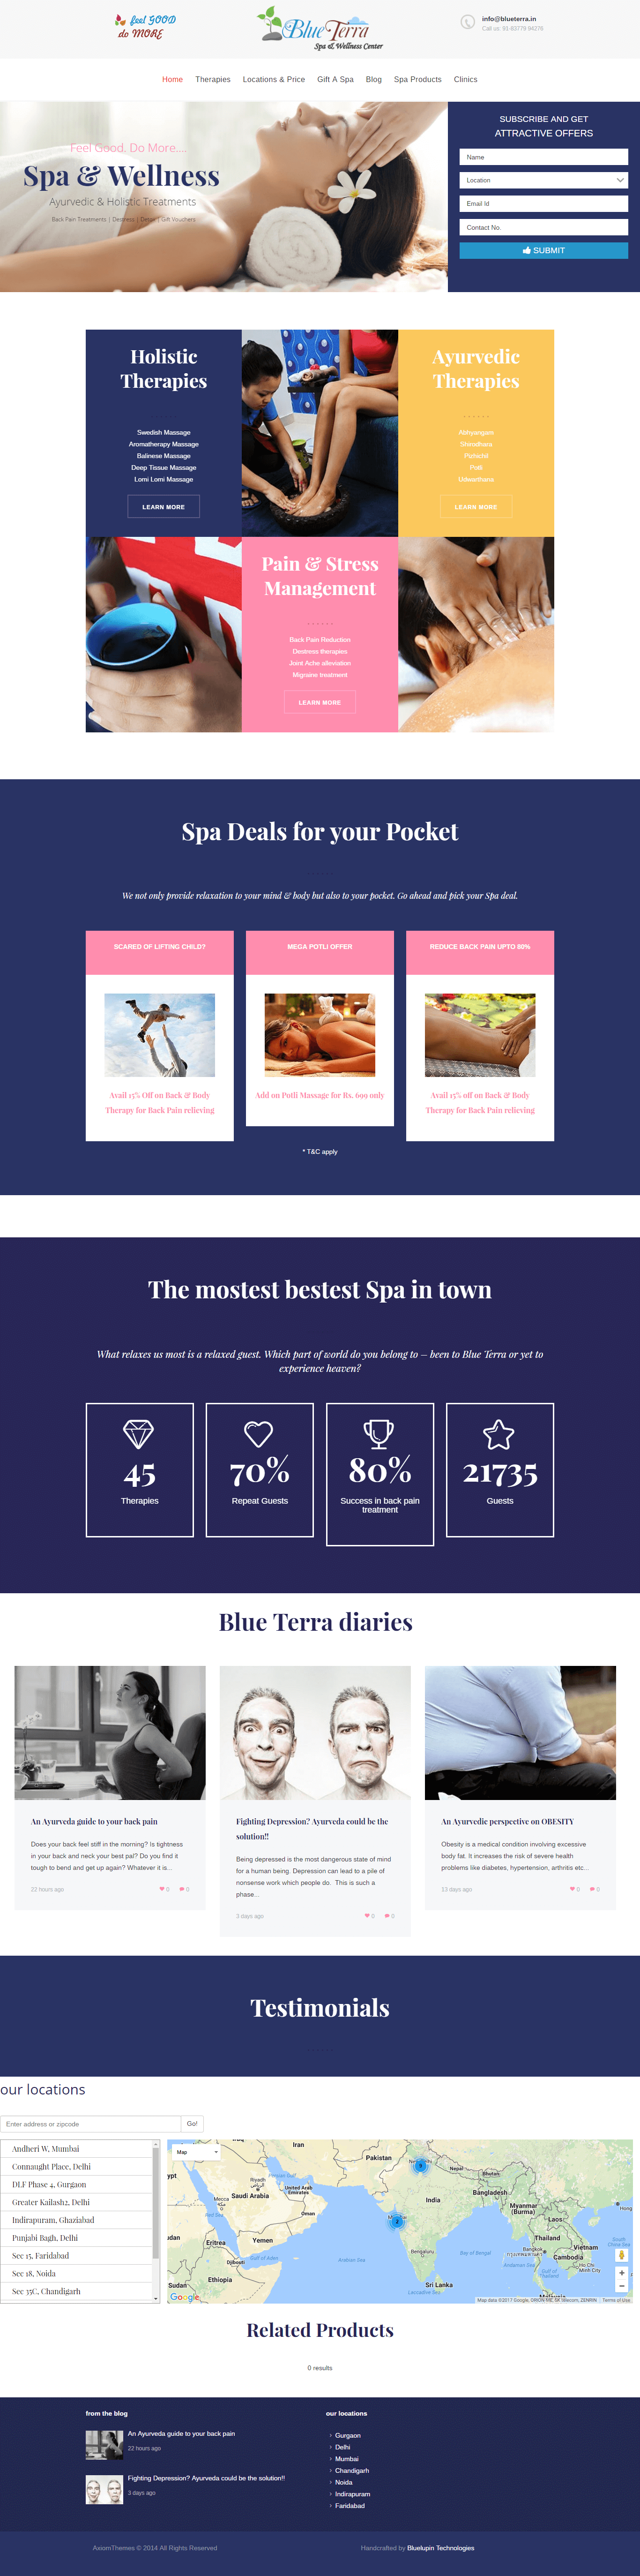 feel GOOD
do MORE
Blue Terra
Spa & Wellness Center
info@blueterra.in
Call us: 91-83779 94276
Home Therapies Locations & Price Gift A Spa Blog Spa Products Clinics
Feel Good. Do More....
Spa & Wellness
Ayurvedic & Holistic Treatments
Back Pain Treatments | Destress | Detox | Gift Vouchers
SUBSCRIBE AND GET
ATTRACTIVE OFFERS
Name
Location
Email Id
Contact No.
SUBMIT
Holistic
Therapies
Swedish Massage
Aromatherapy Massage
Balinese Massage
Deep Tissue Massage
Lomi Lomi Massage
LEARN MORE
Ayurvedic
Therapies
Abhyangam
Shirodhara
Pizhichil
Potli
Udwarthana
LEARN MORE
Pain & Stress
Management
Back Pain Reduction
Destress therapies
Joint Ache alleviation
Migraine treatment
LEARN MORE
Spa Deals for your Pocket
We not only provide relaxation to your mind & body but also to your pocket. Go ahead and pick your Spa deal.
SCARED OF LIFTING CHILD?
Avail 15% Off on Back & Body
Therapy for Back Pain relieving
MEGA POTLI OFFER
Add on Potli Massage for Rs. 699 only
REDUCE BACK PAIN UPTO 80%
Avail 15% off on Back & Body
Therapy for Back Pain relieving
* T&C apply
The mostest bestest Spa in town
What relaxes us most is a relaxed guest. Which part of world do you belong to – been to Blue Terra or yet to
experience heaven?
45
Therapies
70%
Repeat Guests
80%
Success in back pain
treatment
21735
Guests
Blue Terra diaries
An Ayurveda guide to your back pain
Does your back feel stiff in the morning? Is tightness
in your back and neck your best pal? Do you find it
tough to bend and get up again? Whatever it is...
22 hours ago 0 0
Fighting Depression? Ayurveda could be the
solution!!
Being depressed is the most dangerous state of mind
for a human being. Depression can lead to a pile of
nonsense work which people do. This is such a
phase...
3 days ago 0 0
An Ayurvedic perspective on OBESITY
Obesity is a medical condition involving excessive
body fat. It increases the risk of severe health
problems like diabetes, hypertension, arthritis etc...
13 days ago 0 0
Testimonials
our locations
Enter address or zipcode
Go!
Andheri W, Mumbai
Connaught Place, Delhi
DLF Phase 4, Gurgaon
Greater Kailash2, Delhi
Indirapuram, Ghaziabad
Punjabi Bagh, Delhi
Sec 15, Faridabad
Sec 18, Noida
Sec 35C, Chandigarh
Map
Iraq
Iran
Pakistan
Nepal
Bhutan
Persian Gulf
Riyadh
Saudi Arabia
United Arab
Emirates
Mecca
Oman
Red Sea
India
Bangladesh
Myanmar
(Burma)
Hong
Kong
Laos
Thailand
Vietnam
South
China Sea
Eritrea
Yemen
Djibouti
Gulf of Aden
Arabian Sea
Bay of Bengal
Andaman Sea
Cambodia
Ho Chi
Minh City
Gulf of
Thailand
Sudan
Ethiopia
Sri Lanka
Laccadive Sea
Google
Map data ©2017 Google, ORION-ME, SK telecom, ZENRIN Terms of Use
Related Products
0 results
from the blog
An Ayurveda guide to your back pain
22 hours ago
Fighting Depression? Ayurveda could be the solution!!
3 days ago
our locations
Gurgaon
Delhi
Mumbai
Chandigarh
Noida
Indirapuram
Faridabad
AxiomThemes © 2014 All Rights Reserved
Handcrafted by Bluelupin Technologies